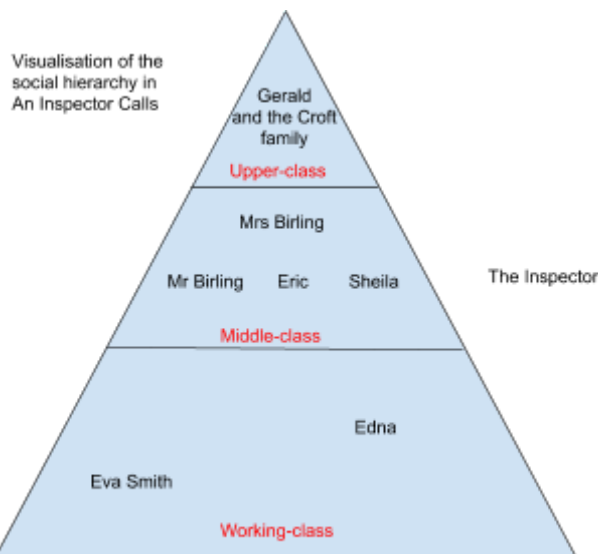 Visualisation of the
social hierarchy in
An Inspector Calls
Gerald
and the Croft
family
Upper-class
Mrs Birling
Mr Birling
Eric
Sheila
The Inspector
Middle-class
Edna
Eva Smith
Working-class